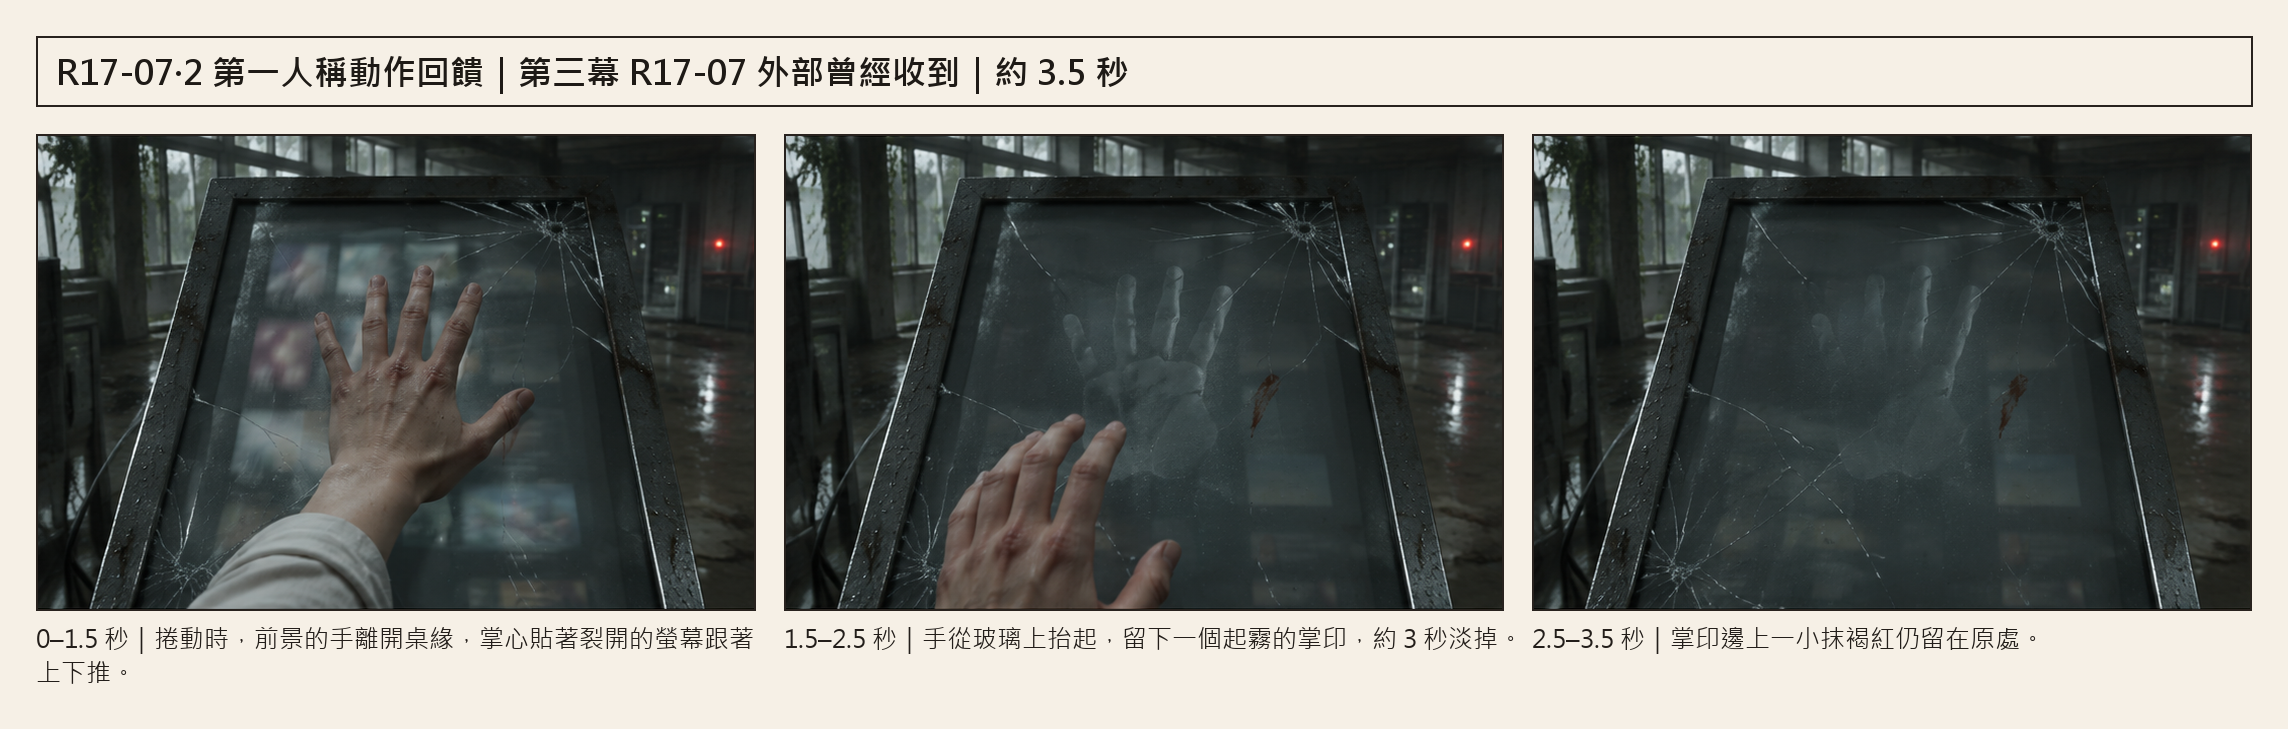 R17-07·2 第一人稱動作回饋｜第三幕 R17-07 外部曾經收到｜約 3.5 秒
0–1.5 秒｜捲動時，前景的手離開桌緣，掌心貼著裂開的螢幕跟著
上下推。
1.5–2.5 秒｜手從玻璃上抬起，留下一個起霧的掌印，約 3 秒淡掉。
2.5–3.5 秒｜掌印邊上一小抹褐紅仍留在原處。